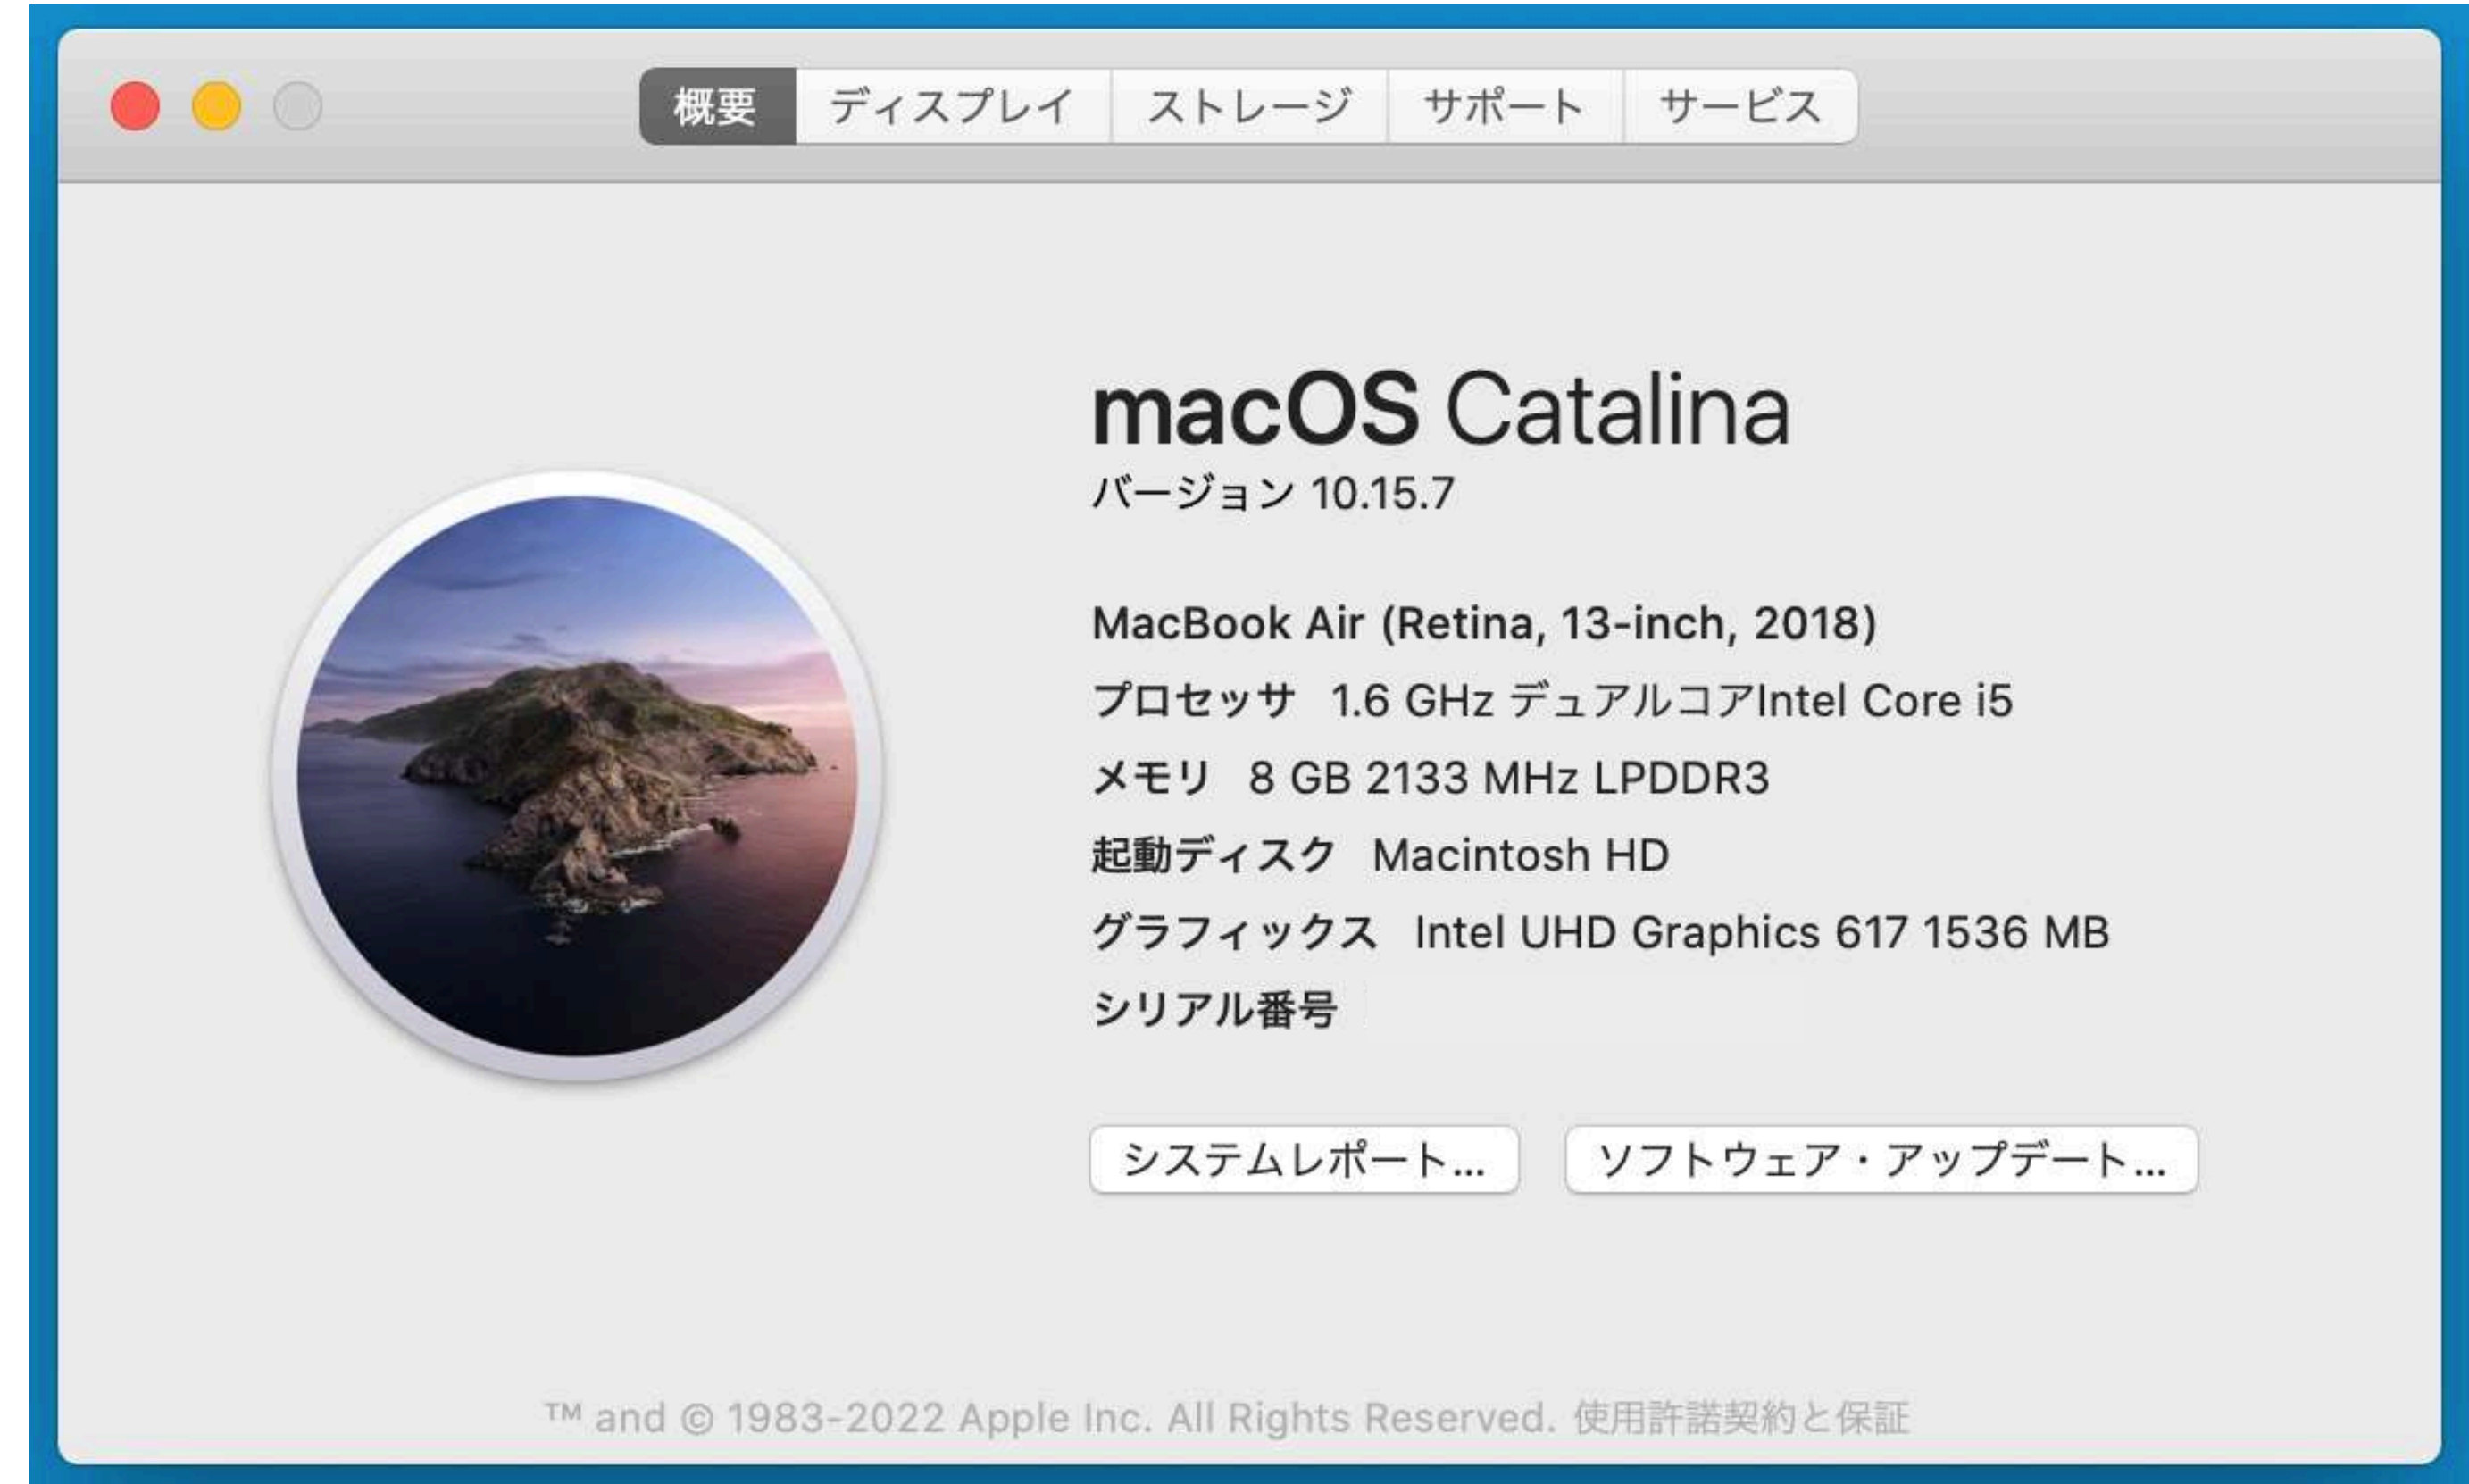 概要 ディスプレイ ストレージ サポート サービス
macOS Catalina
バージョン 10.15.7
MacBook Air (Retina, 13-inch, 2018)
プロセッサ 1.6 GHz デュアルコアIntel Core i5
メモリ 8 GB 2133 MHz LPDDR3
起動ディスク Macintosh HD
グラフィックス Intel UHD Graphics 617 1536 MB
シリアル番号
システムレポート... ソフトウェア・アップデート...
™ and © 1983-2022 Apple Inc. All Rights Reserved. 使用許諾契約と保証